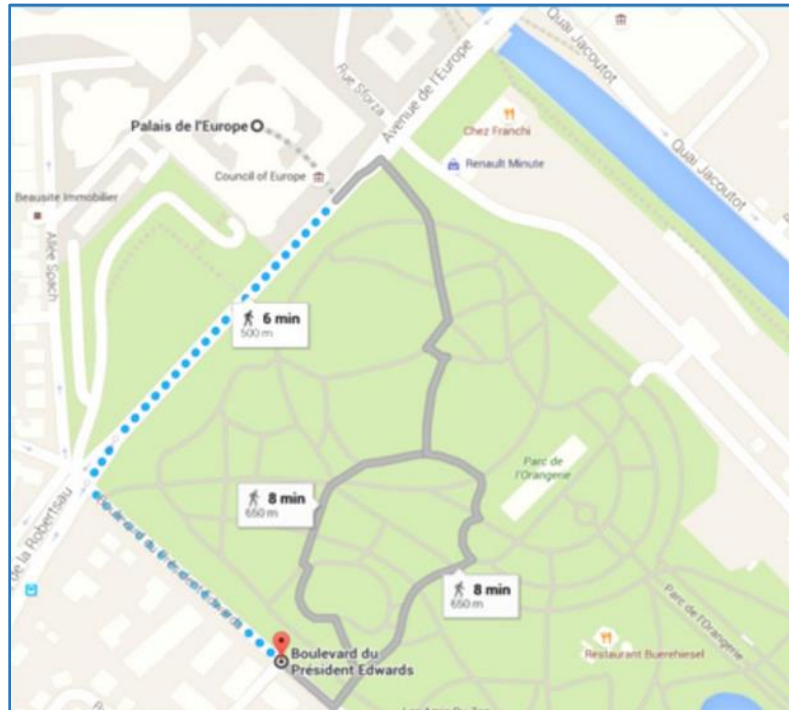 Quai Jacoutot
Rue Sforza
Avenue de l'Europe
Palais de l'Europe
Chez Franchi
Quai Jacoutot
Council of Europe
Renault Minute
Beausite Immobilier
Allée Spach
6 min
500 m
Parc de
l'Orangerie
8 min
650 m
de la Robertsau
8 min
650 m
Boulevard du Président Edwards
Parc de l'Orangerie
Boulevard du
Président Edwards
Restaurant Buerehiesel